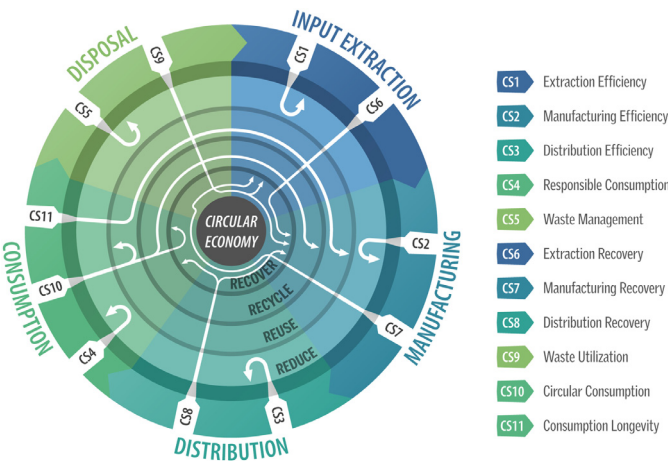 DISPOSAL
INPUT EXTRACTION
MANUFACTURING
DISTRIBUTION
CONSUMPTION
CS9
CS1
CS6
CS5
CS11
CS2
CS10
CS7
CS4
CS8
CS3
CIRCULAR
ECONOMY
RECOVER
RECYCLE
REUSE
REDUCE
CS1 Extraction Efficiency
CS2 Manufacturing Efficiency
CS3 Distribution Efficiency
CS4 Responsible Consumption
CS5 Waste Management
CS6 Extraction Recovery
CS7 Manufacturing Recovery
CS8 Distribution Recovery
CS9 Waste Utilization
CS10 Circular Consumption
CS11 Consumption Longevity